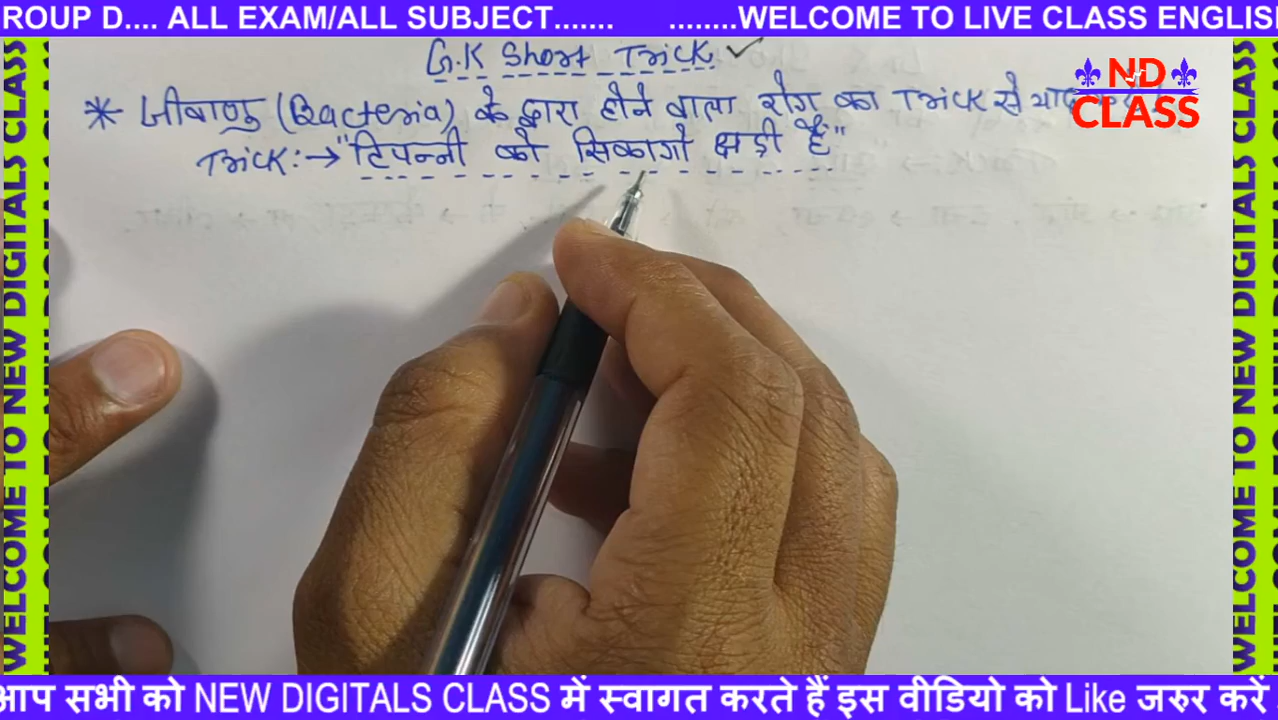 ROUP D.... ALL EXAM/ALL SUBJECT....... ........WELCOME TO LIVE CLASS ENGLISH
G.K Short Trick ✓
ND
CLASS
* जीवाणु (Bacteria) के द्वारा होने वाला रोग का Trick से याद
Trick:→ "टिपन्नी को सिकागो क्षड़ी है"
WELCOME TO NEW DIGITALS CLASS
WELCOME TO NEW DIGITALS CLASS
आप सभी को NEW DIGITALS CLASS में स्वागत करते हैं इस वीडियो को Like जरुर करें